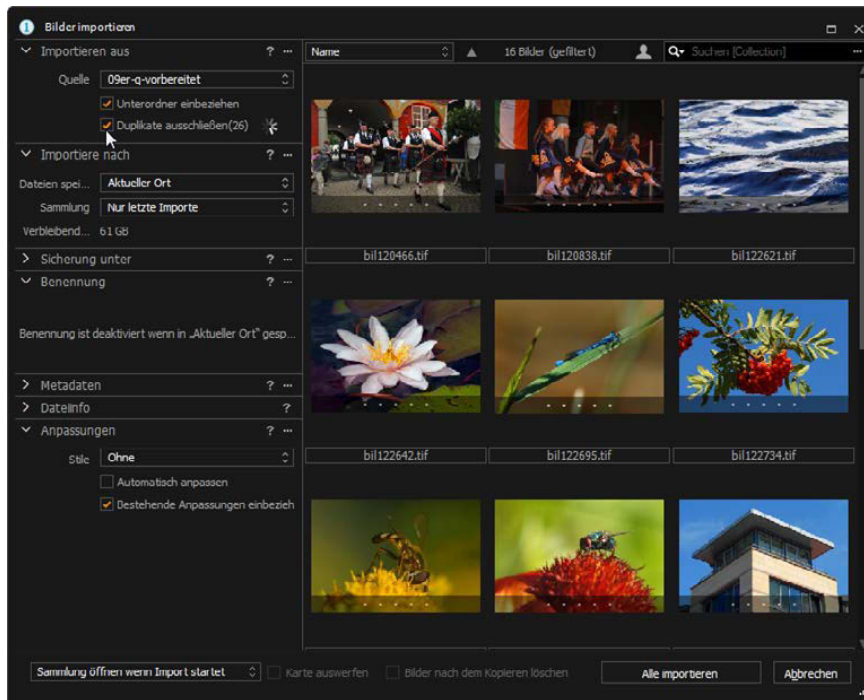 Bilder importieren
Importieren aus ? ...
Quelle 09er-q-vorbereitet
Unterordner einbeziehen
Duplikate ausschließen(26)
Importiere nach ? ...
Dateien spei... Aktueller Ort
Sammlung Nur letzte Importe
Verbleibend... 61 GB
Sicherung unter ? ...
Benennung ? ...
Benennung ist deaktiviert wenn in „Aktueller Ort“ gesp...
Metadaten ? ...
Dateiinfo ?
Anpassungen ? ...
Stile Ohne
Automatisch anpassen
Bestehende Anpassungen einbezieh
Name 16 Bilder (gefiltert) Suchen [Collection] ...
bil120466.tif bil120838.tif bil122621.tif
bil122642.tif bil122695.tif bil122734.tif
Sammlung öffnen wenn Import startet Karte auswerfen Bilder nach dem Kopieren löschen Alle importieren Abbrechen